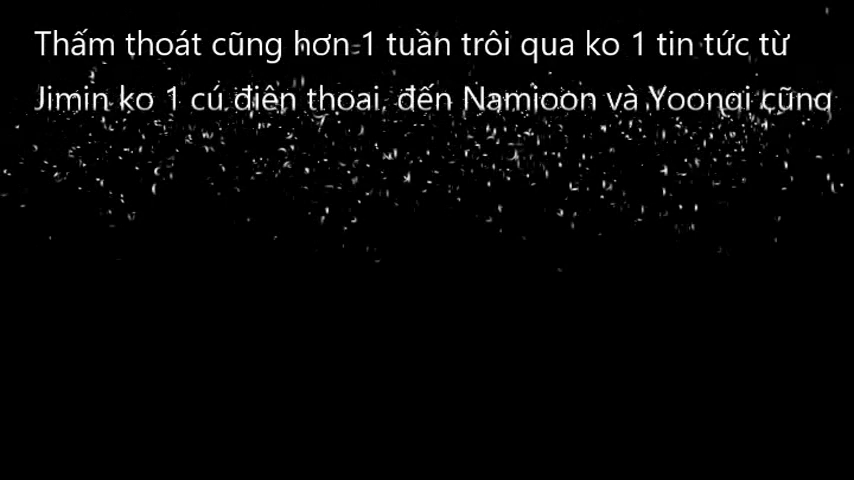 Thấm thoát cũng hơn 1 tuần trôi qua ko 1 tin tức từ
Jimin ko 1 cú điện thoại, đến Namjoon và Yoongi cũng